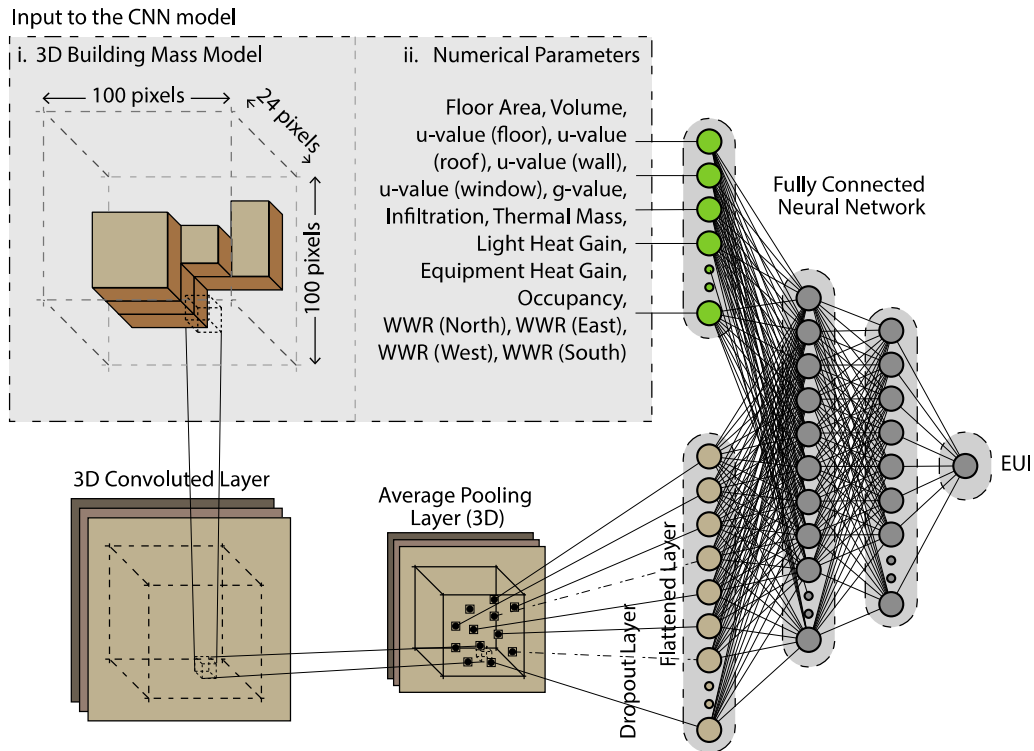 Input to the CNN model
i. 3D Building Mass Model
100 pixels
24 pixels
100 pixels
ii. Numerical Parameters
Floor Area, Volume,
u-value (floor), u-value
(roof), u-value (wall),
u-value (window), g-value,
Infiltration, Thermal Mass,
Light Heat Gain,
Equipment Heat Gain,
Occupancy,
WWR (North), WWR (East),
WWR (West), WWR (South)
Fully Connected
Neural Network
3D Convoluted Layer
Average Pooling
Layer (3D)
Dropout Layer
Flattened Layer
EUI